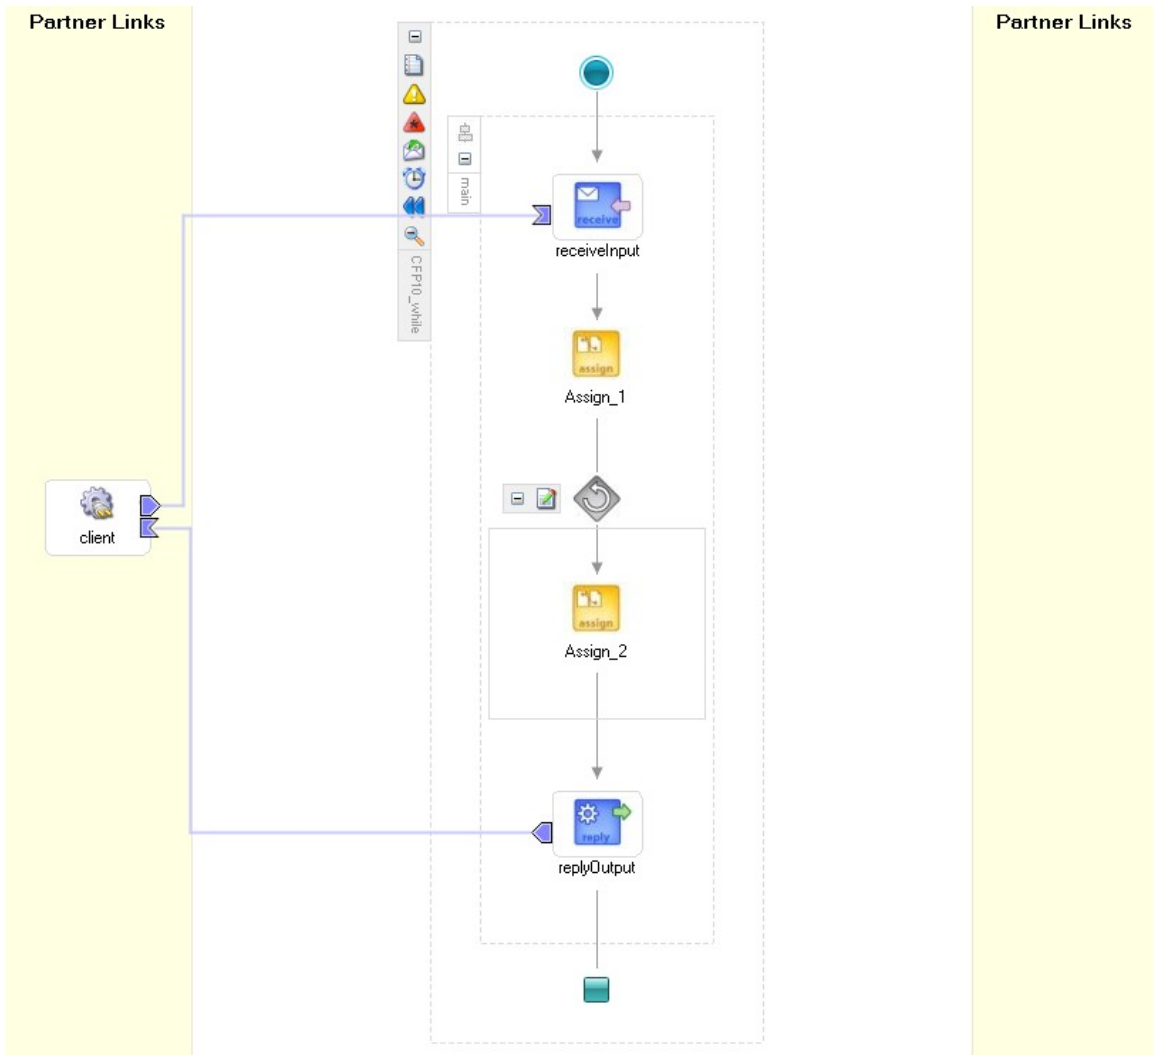 Partner Links
Partner Links
main
receive
receiveInput
CFP10_while
assign
Assign_1
client
assign
Assign_2
reply
replyOutput